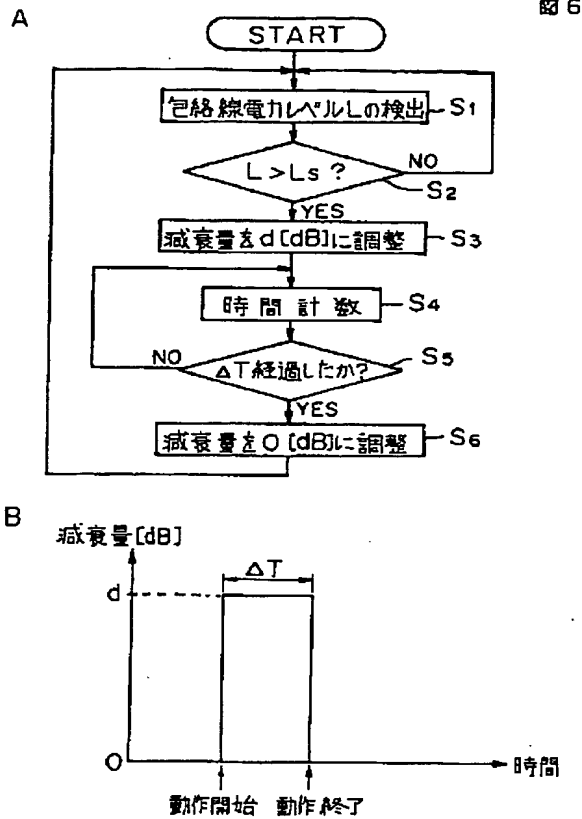 図6
A
START
包絡線電力レベルLの検出
S1
L>Ls?
NO
S2
YES
減衰量をd[dB]に調整
S3
時間計数
S4
NO
ΔT経過したか?
S5
YES
減衰量を0[dB]に調整
S6
B
減衰量[dB]
ΔT
d
0
時間
動作開始 動作終了